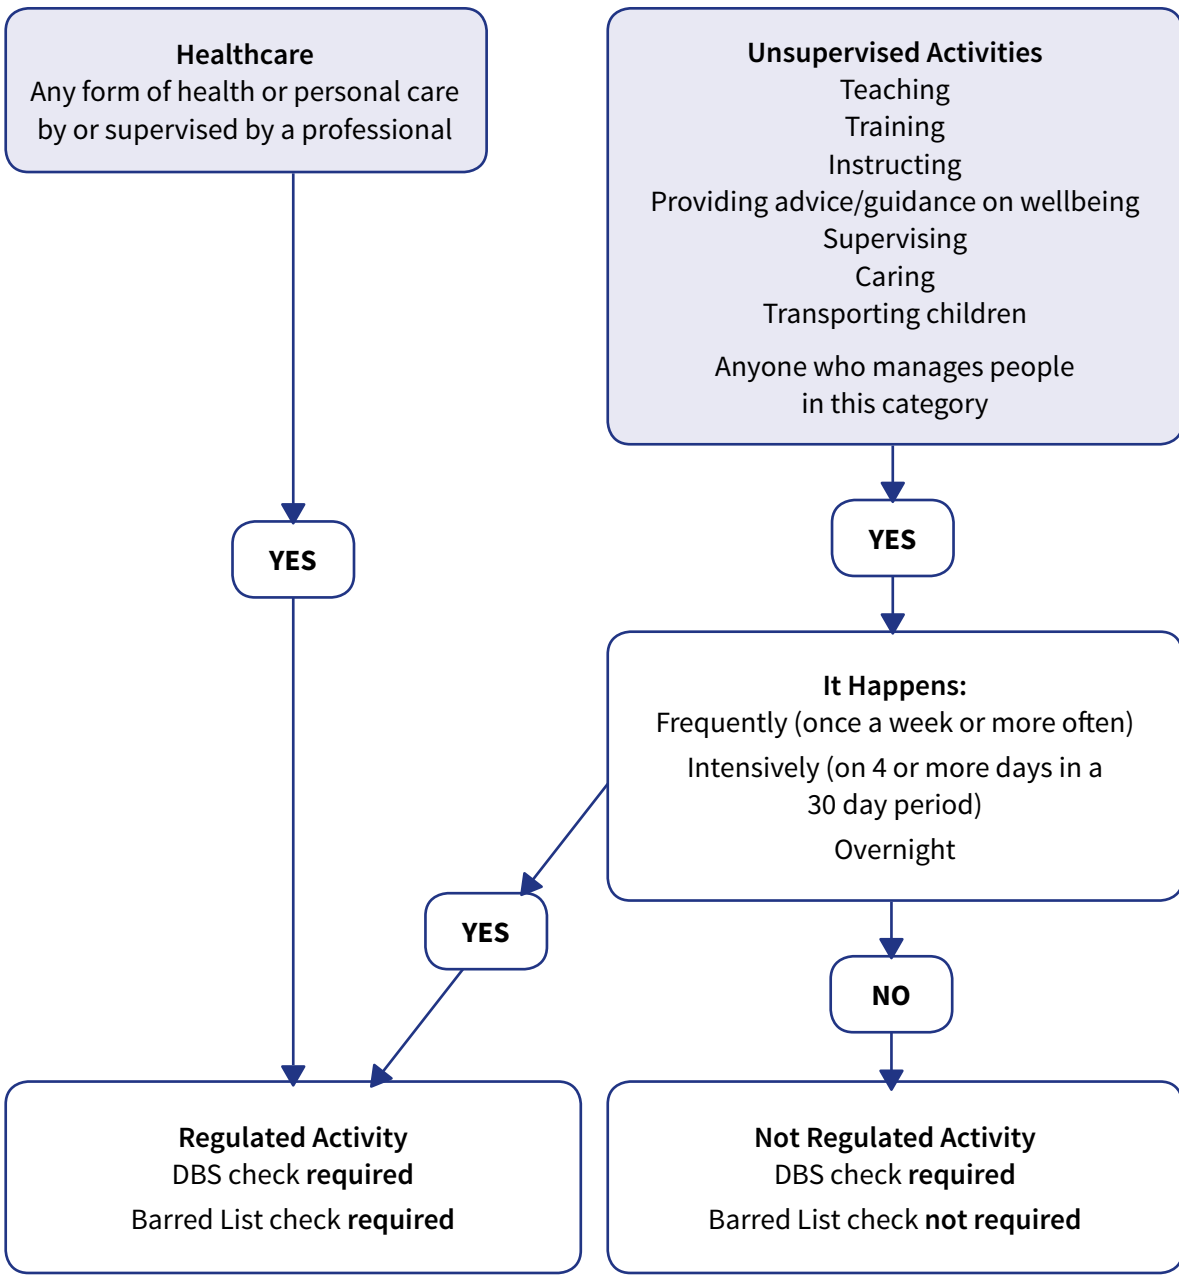 Healthcare
Any form of health or personal care
by or supervised by a professional
YES
Unsupervised Activities
Teaching
Training
Instructing
Providing advice/guidance on wellbeing
Supervising
Caring
Transporting children
Anyone who manages people
in this category
YES
It Happens:
Frequently (once a week or more often)
Intensively (on 4 or more days in a
30 day period)
Overnight
YES
NO
Regulated Activity
DBS check required
Barred List check required
Not Regulated Activity
DBS check required
Barred List check not required